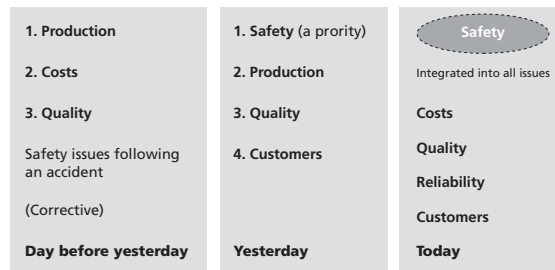 1. Production
2. Costs
3. Quality
Safety issues following
an accident
(Corrective)
Day before yesterday
1. Safety (a prority)
2. Production
3. Quality
4. Customers
Yesterday
Safety
Integrated into all issues
Costs
Quality
Reliability
Customers
Today